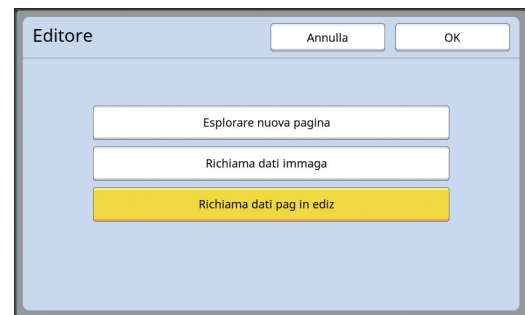 Editore
Annulla
OK
Esplorare nuova pagina
Richiama dati immaga
Richiama dati pag in ediz